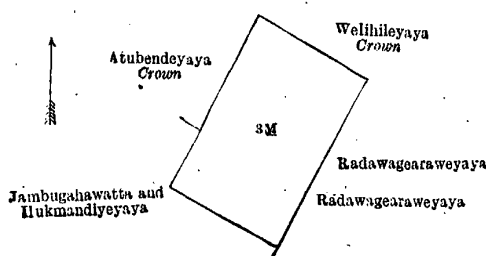 Welihileyaya
Crown
Atubendeyaya
Crown
3M
Radawagearaweyaya
Jambugahawatta and
Hukmandiyeyaya
Radawagearaweyaya